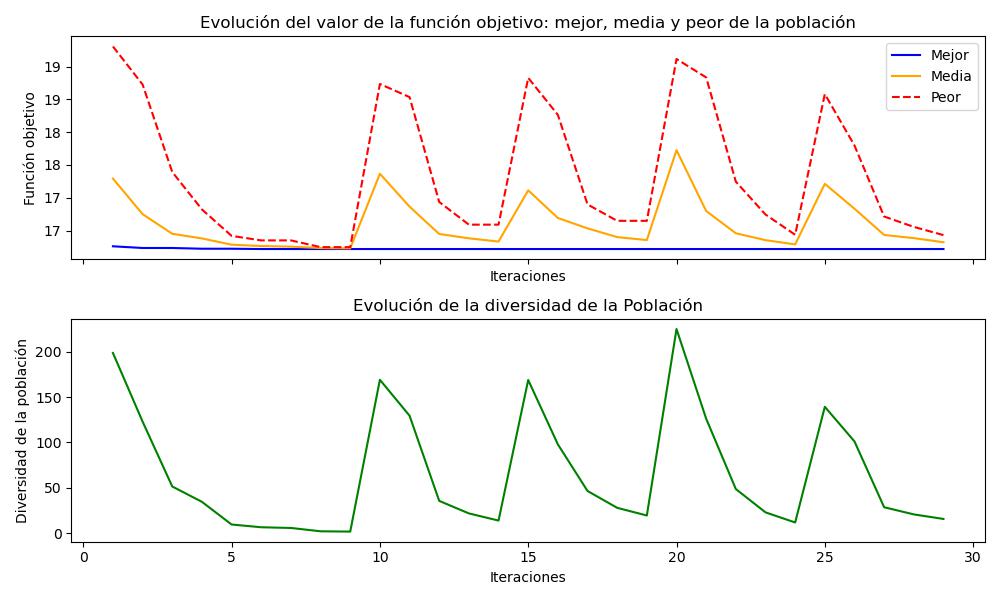 Evolución del valor de la función objetivo: mejor, media y peor de la población
Función objetivo
19
19
18
18
17
17
Mejor
Media
Peor
Iteraciones
Evolución de la diversidad de la Población
Diversidad de la población
200
150
100
50
0
0 5 10 15 20 25 30
Iteraciones